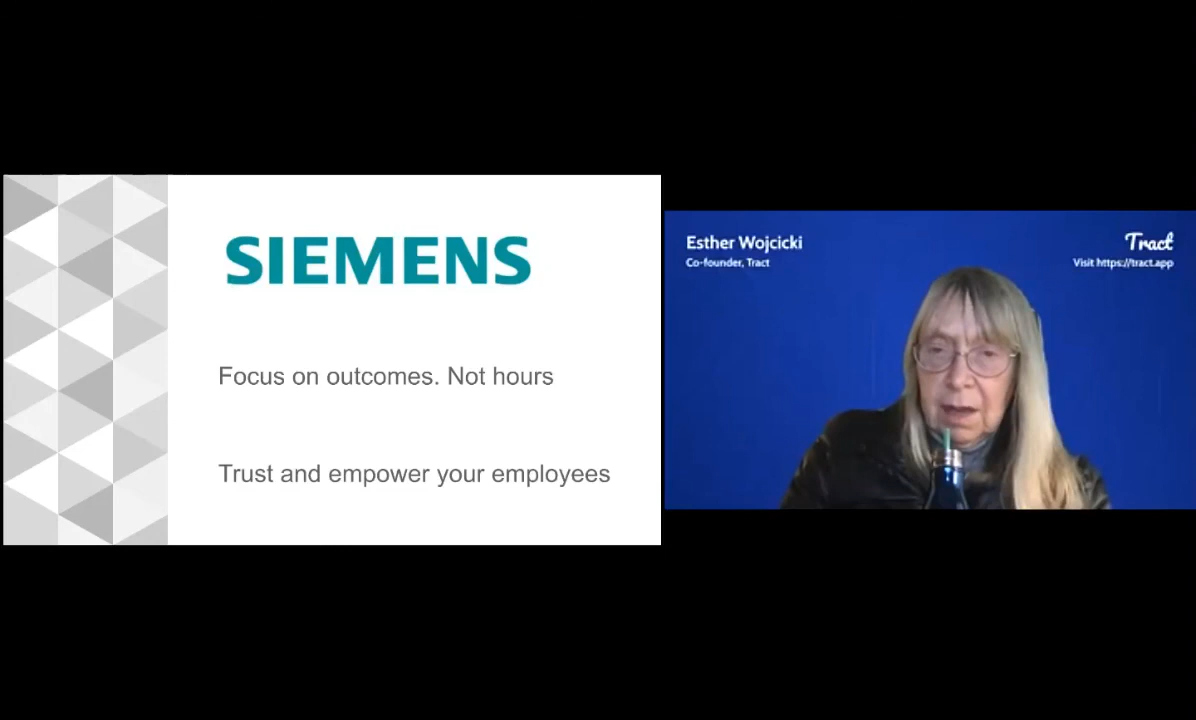 SIEMENS
Focus on outcomes. Not hours
Trust and empower your employees
Esther Wojcicki
Co-founder, Tract
Tract
Visit https://tract.app